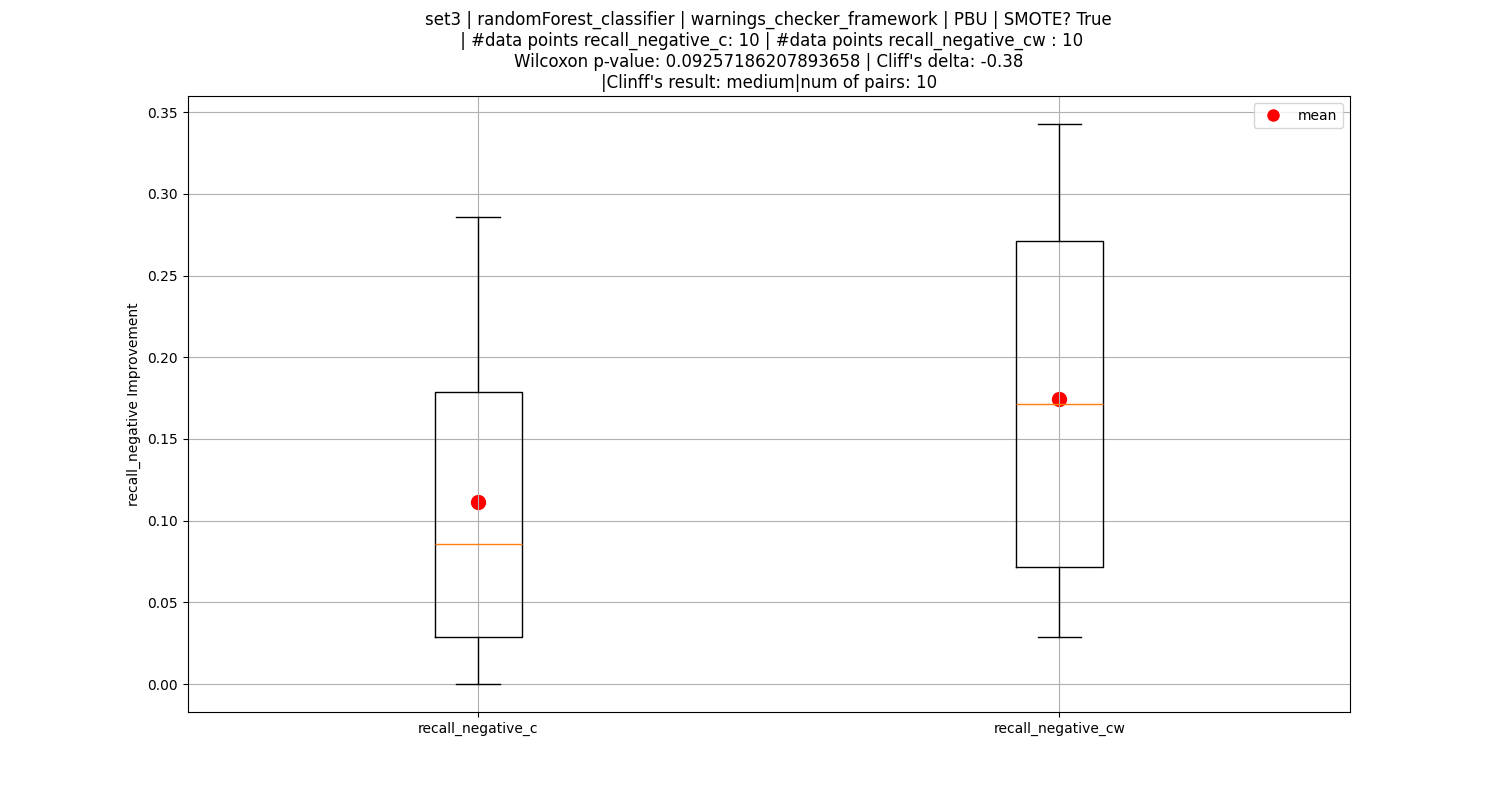 set3 | randomForest_classifier | warnings_checker_framework | PBU | SMOTE? True
| #data points recall_negative_c: 10 | #data points recall_negative_cw : 10
Wilcoxon p-value: 0.09257186207893658 | Cliff's delta: -0.38
|Clinff's result: medium|num of pairs: 10
mean
recall_negative Improvement
0.35
0.30
0.25
0.20
0.15
0.10
0.05
0.00
recall_negative_c
recall_negative_cw